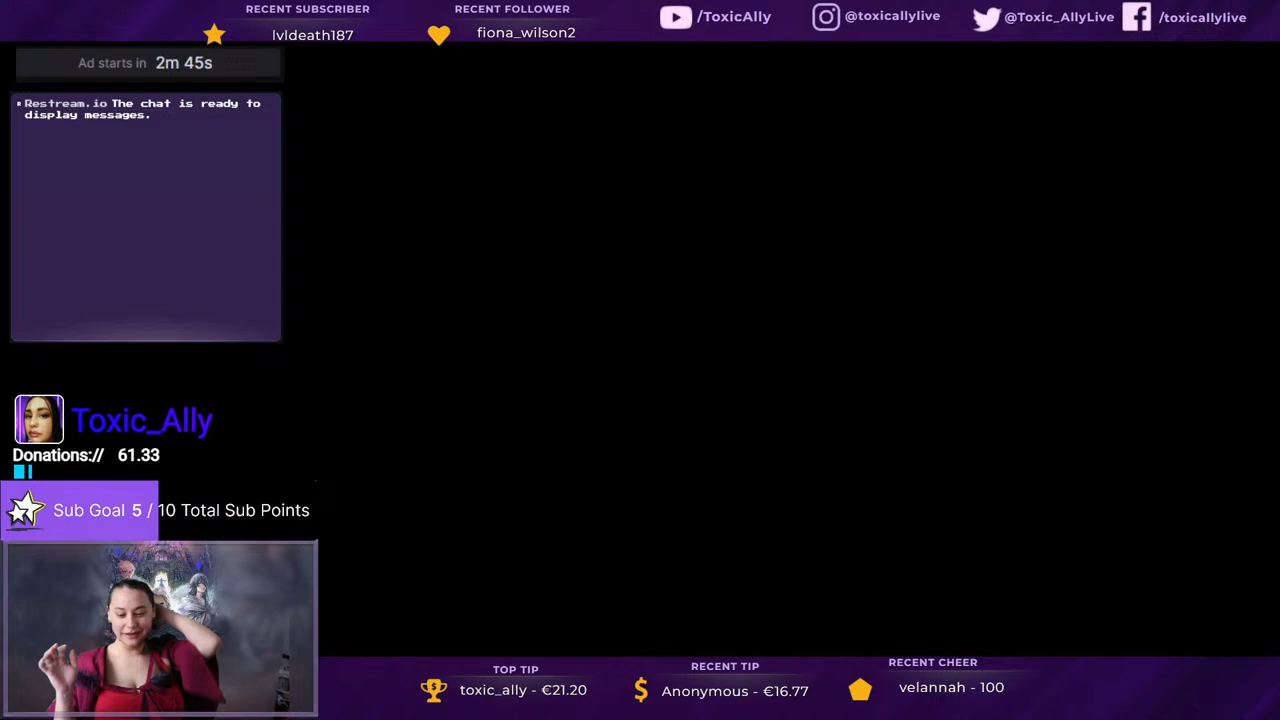 RECENT SUBSCRIBER
lvldeath187
RECENT FOLLOWER
fiona_wilson2
/ToxicAlly
@toxicallylive
@Toxic_AllyLive
/toxicallylive
Ad starts in 2m 45s
Restream.io The chat is ready to
display messages.
Toxic_Ally
Donations:// 61.33
Sub Goal 5 / 10 Total Sub Points
TOP TIP
toxic_ally - €21.20
RECENT TIP
Anonymous - €16.77
RECENT CHEER
velannah - 100